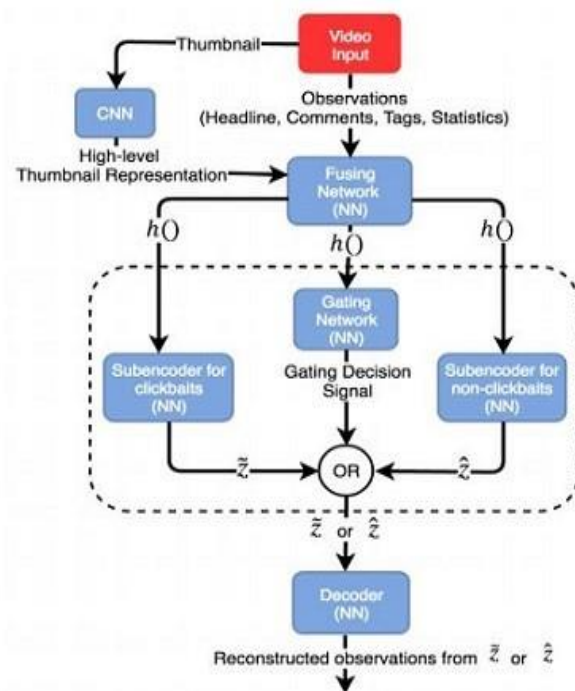 Video
Input
Thumbnail
Observations
(Headline, Comments, Tags, Statistics)
CNN
High-level
Thumbnail Representation
Fusing
Network
(NN)
h()
h()
h()
Gating
Network
(NN)
Gating Decision
Signal
Subencoder for
clickbaits
(NN)
Subencoder for
non-clickbaits
(NN)
z̃
OR
ẑ
z̃ or ẑ
Decoder
(NN)
Reconstructed observations from z̃ or ẑ